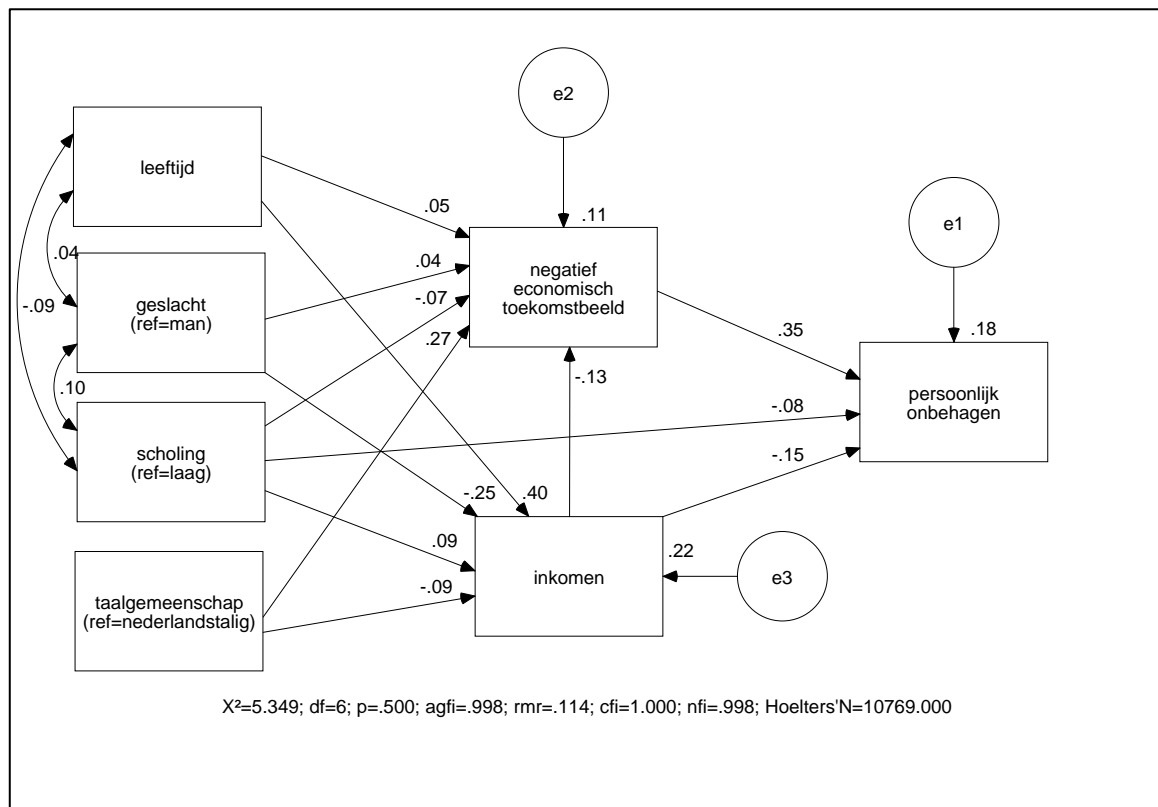 e2
leeftijd
.05
.11
e1
.04
geslacht
(ref=man)
.04
negatief
economisch
toekomstbeeld
-.09
-.07
.27
.35
.18
.10
-.13
persoonlijk
onbehagen
scholing
(ref=laag)
-.08
-.25
.40
-.15
.09
.22
taalgemeenschap
(ref=nederlandstalig)
-.09
inkomen
e3
X²=5.349; df=6; p=.500; agfi=.998; rmr=.114; cfi=1.000; nfi=.998; Hoelters'N=10769.000